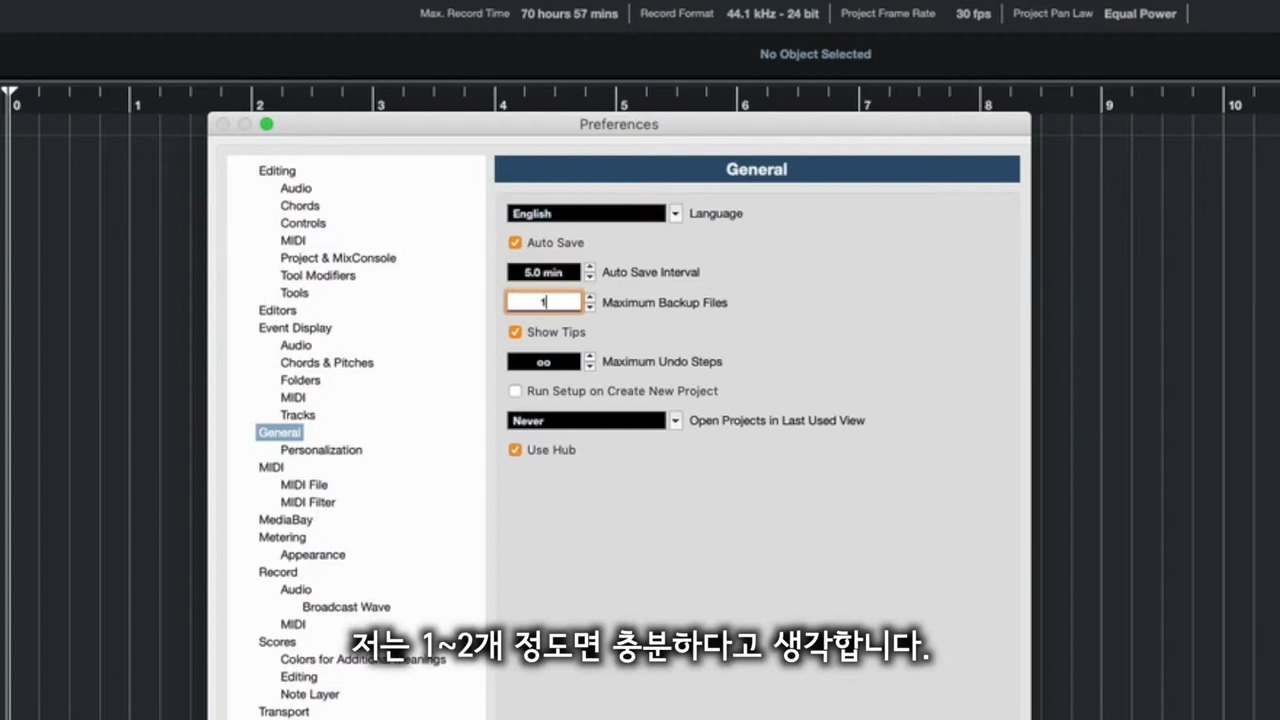 Max. Record Time 70 hours 57 mins Record Format 44.1 kHz - 24 bit Project Frame Rate 30 fps Project Pan Law Equal Power
No Object Selected
0 1 2 3 4 5 6 7 8 9 10
Preferences
Editing
Audio
Chords
Controls
MIDI
Project & MixConsole
Tool Modifiers
Tools
Editors
Event Display
Audio
Chords & Pitches
Folders
MIDI
Tracks
General
Personalization
MIDI
MIDI File
MIDI Filter
MediaBay
Metering
Appearance
Record
Audio
Broadcast Wave
MIDI
Scores
Colors for Additional Meanings
Editing
Note Layer
Transport
General
English Language
Auto Save
5.0 min Auto Save Interval
1 Maximum Backup Files
Show Tips
oo Maximum Undo Steps
Run Setup on Create New Project
Never Open Projects in Last Used View
Use Hub
저는 1~2개 정도면 충분하다고 생각합니다.